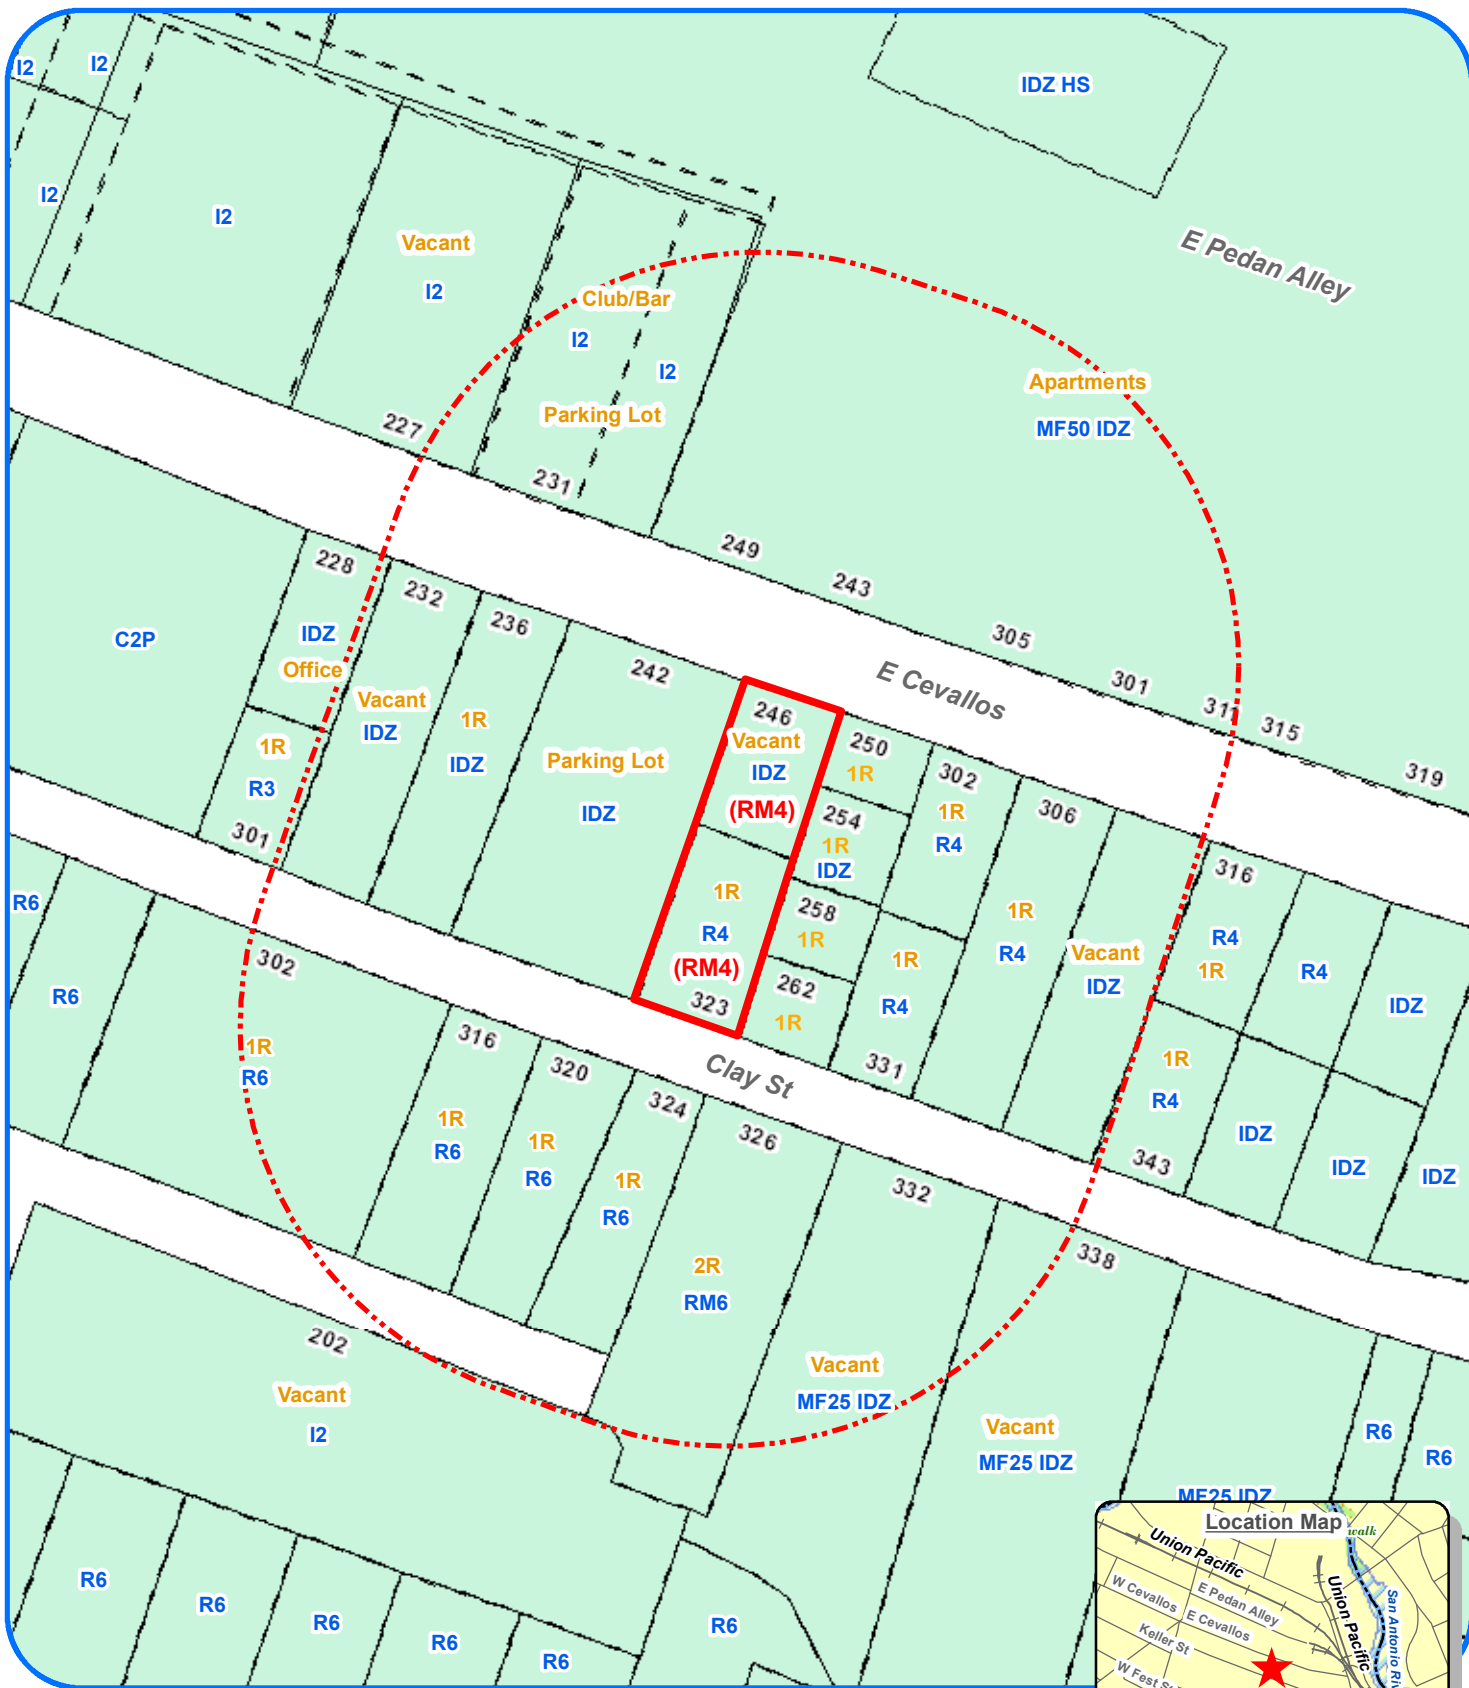 I2
I2
IDZ HS
I2
I2
Vacant
I2
E Pedan Alley
Club/Bar
I2
I2
Parking Lot
Apartments
MF50 IDZ
227
231
249
243
305
301
311
315
319
E Cevallos
C2P
228
IDZ
Office
1R
R3
301
232
Vacant
IDZ
236
1R
IDZ
242
Parking Lot
IDZ
246
Vacant
IDZ
(RM4)
1R
R4
(RM4)
323
250
1R
254
1R
IDZ
258
1R
262
1R
302
1R
R4
1R
R4
331
306
1R
R4
Vacant
IDZ
316
R4
1R
R4
IDZ
1R
R4
343
IDZ
IDZ
IDZ
Clay St
R6
R6
302
1R
R6
316
1R
R6
320
1R
R6
324
1R
R6
326
2R
RM6
332
Vacant
MF25 IDZ
338
Vacant
MF25 IDZ
MF25 IDZ
R6
R6
202
Vacant
I2
R6
R6
R6
R6
R6
R6
Location Map
walk
Union Pacific
W Cevallos
E Pedan Alley
E Cevallos
Keller St
W Fest St
Union Pacific
San Antonio Riv